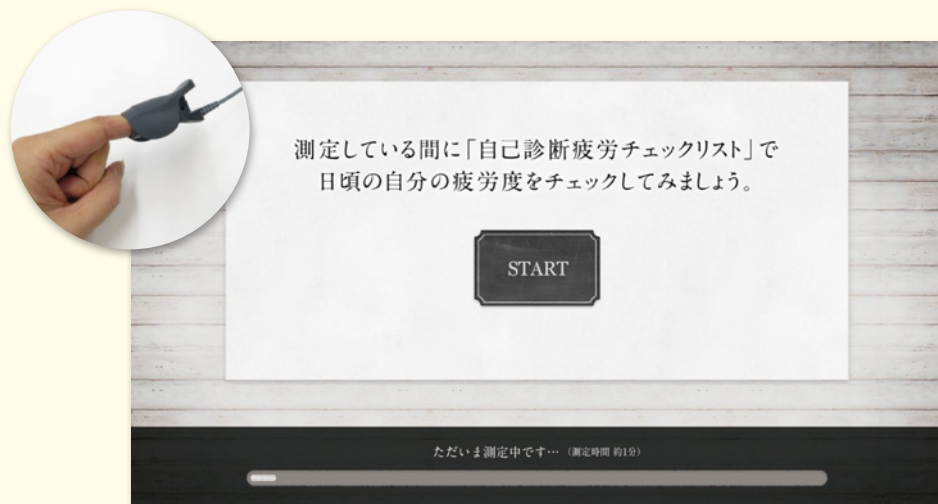 測定している間に「自己診断疲労チェックリスト」で
日頃の自分の疲労度をチェックしてみましょう。
START
ただいま測定中です… （測定時間 約1分）